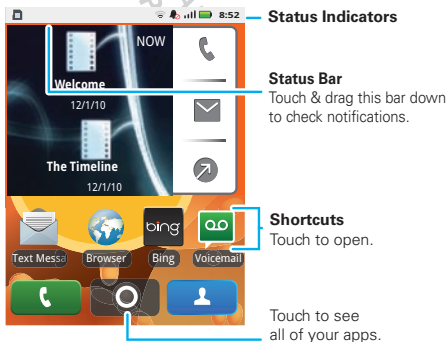 8:52
Status Indicators
NOW
Welcome
12/1/10
Status Bar
Touch & drag this bar down
to check notifications.
The Timeline
12/1/10
bing
Shortcuts
Touch to open.
Text Messa Browser Bing Voicemail
Touch to see
all of your apps.